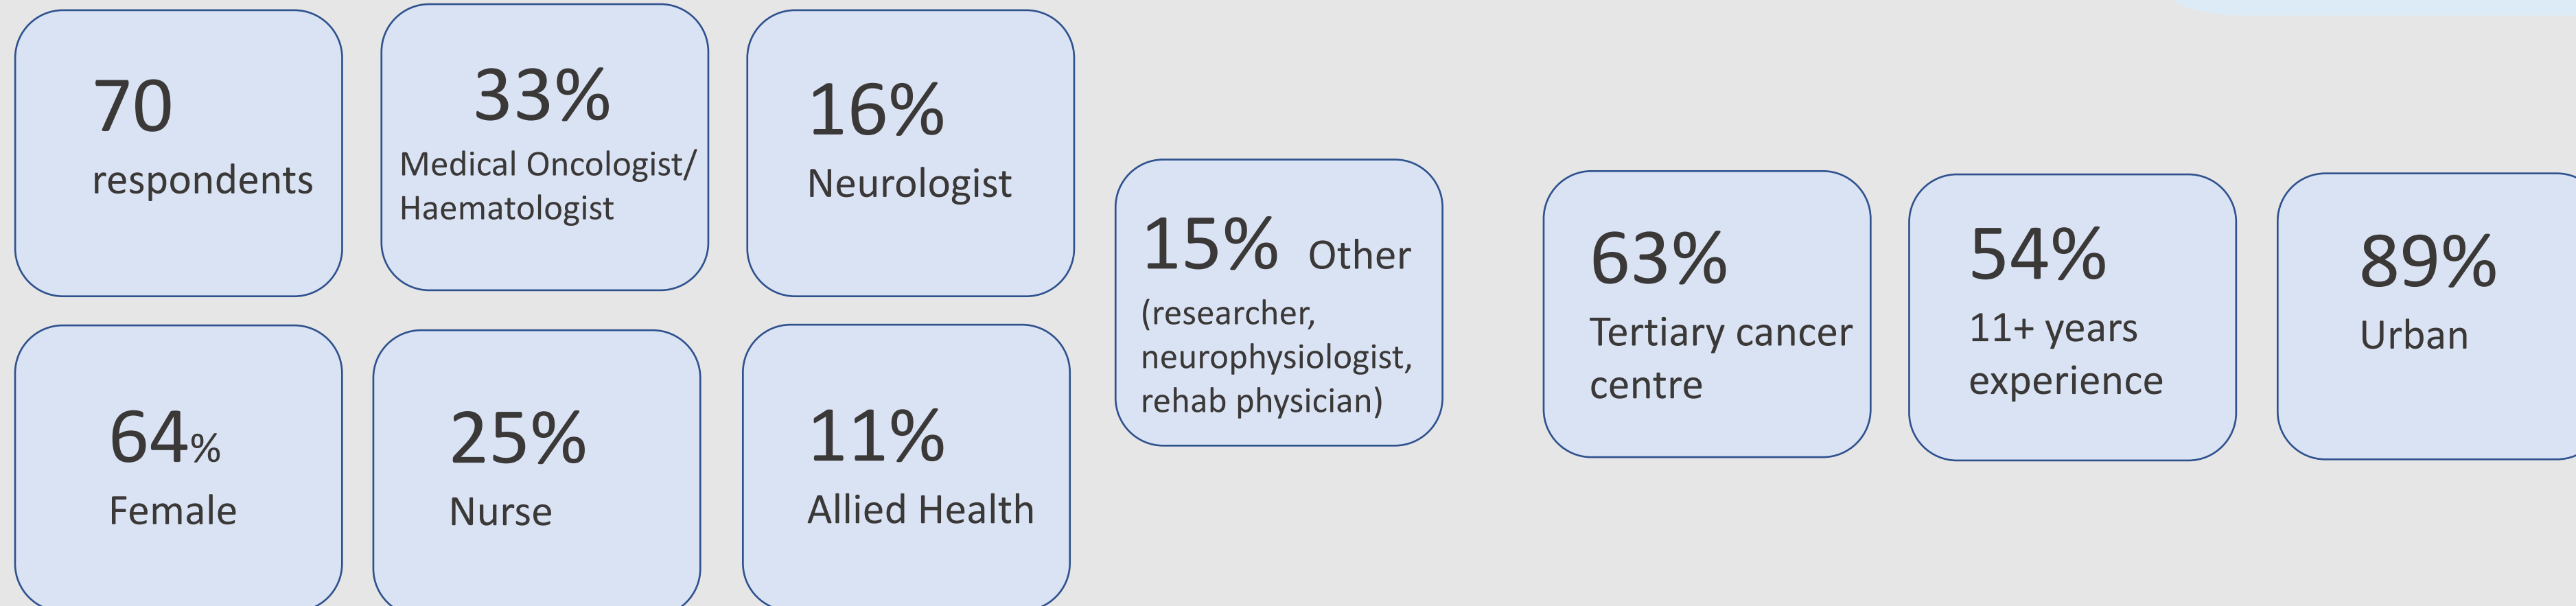 70
respondents
33%
Medical Oncologist/
Haematologist
16%
Neurologist
64%
Female
25%
Nurse
11%
Allied Health
15% Other
(researcher,
neurophysiologist,
rehab physician)
63%
Tertiary cancer
centre
54%
11+ years
experience
89%
Urban